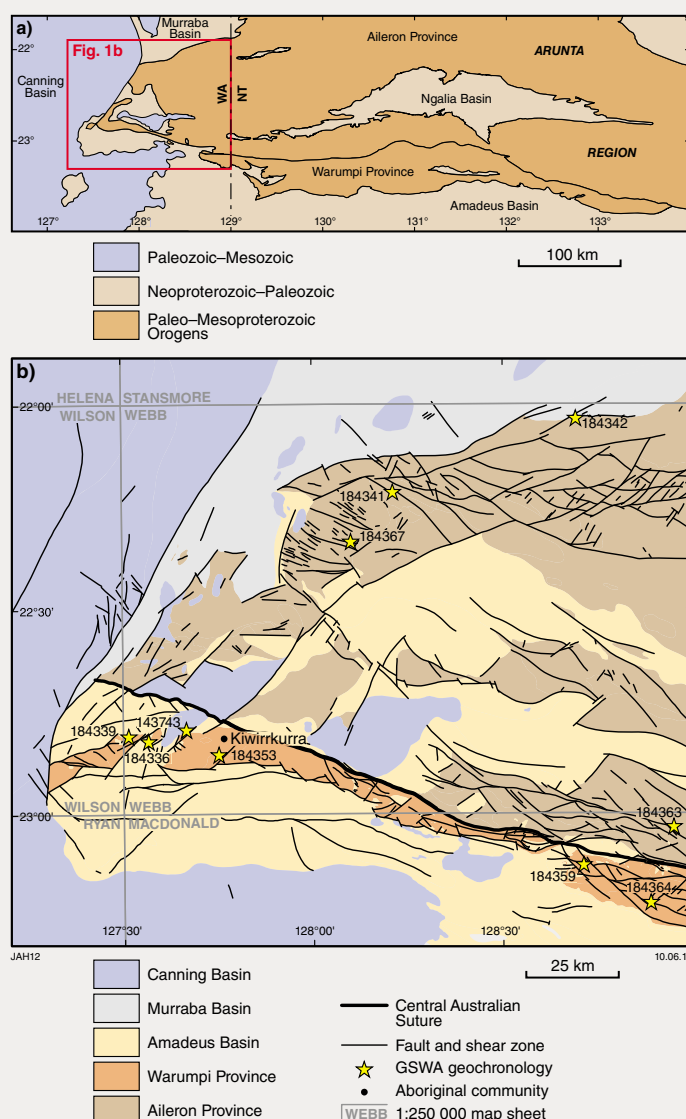 a)
Murraba
Basin
Aileron Province
ARUNTA
22°
Fig. 1b
Canning
Basin
WA
NT
Ngalia Basin
23°
REGION
Warumpi Province
Amadeus Basin
127°
128°
129°
130°
131°
132°
133°
Paleozoic–Mesozoic
100 km
Neoproterozoic–Paleozoic
Paleo–Mesoproterozoic
Orogens
b)
HELENA STANSMORE
22°00'
WILSON WEBB
184342
184341
184367
22°30'
143743
184339
Kiwirrkurra
184336
184353
WILSON WEBB
23°00'
RYAN MACDONALD
184363
184359
184364
127°30'
128°00'
128°30'
JAH12
10.06.1
Canning Basin
25 km
Murraba Basin
Central Australian
Suture
Amadeus Basin
Fault and shear zone
Warumpi Province
GSWA geochronology
Aboriginal community
Aileron Province
WEBB
1:250 000 map sheet